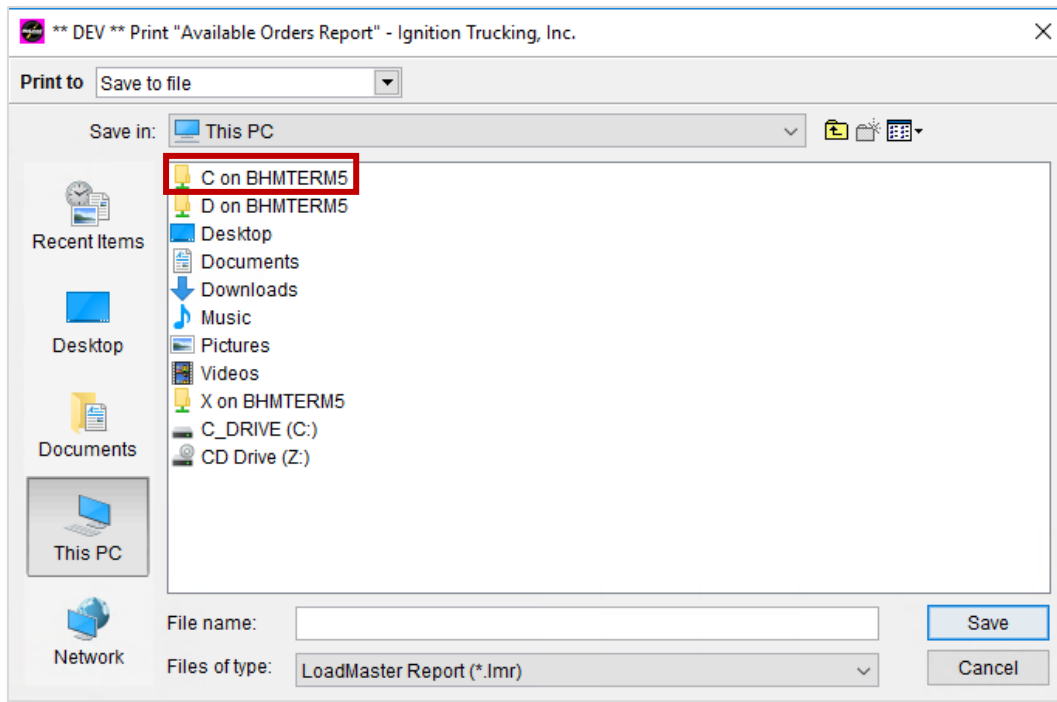 ** DEV ** Print "Available Orders Report" - Ignition Trucking, Inc.
Print to Save to file
Save in: This PC
C on BHMTERM5
D on BHMTERM5
Desktop
Documents
Downloads
Music
Pictures
Videos
X on BHMTERM5
C_DRIVE (C:)
CD Drive (Z:)
Recent Items
Desktop
Documents
This PC
Network
File name:
Save
Files of type: LoadMaster Report (*.lmr)
Cancel